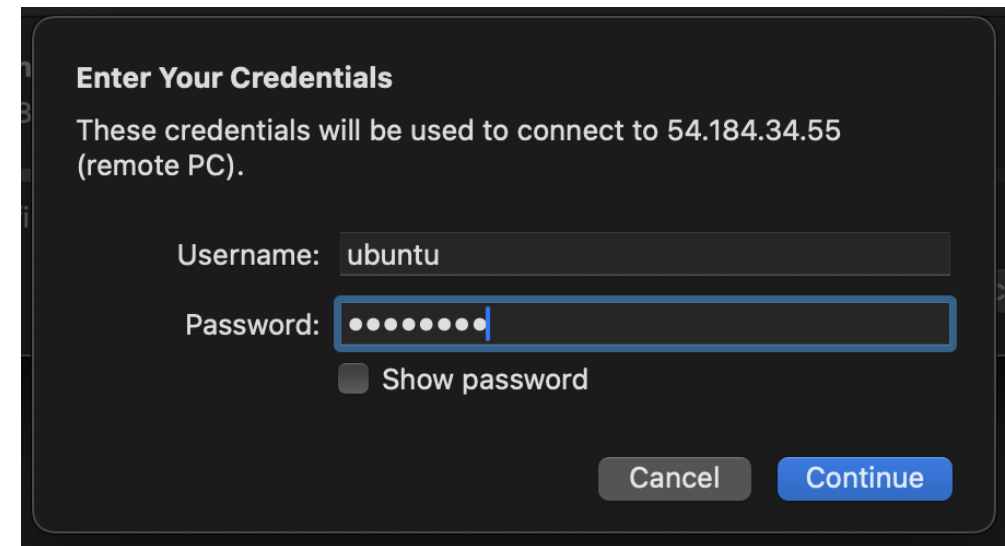 Enter Your Credentials
These credentials will be used to connect to 54.184.34.55
(remote PC).
Username: ubuntu
Password: ••••••••
Show password
Cancel Continue